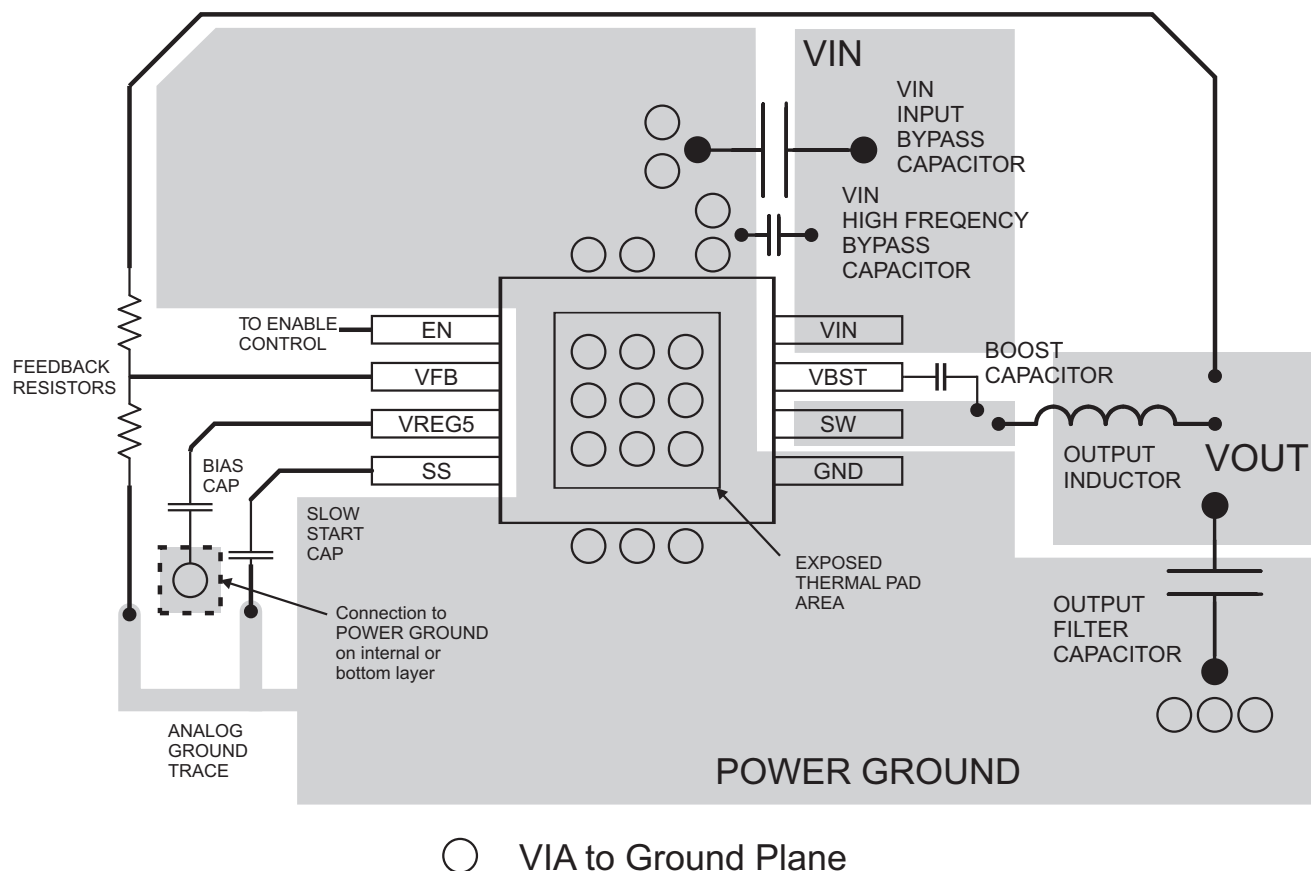 VIN
VIN
INPUT
BYPASS
CAPACITOR
VIN
HIGH FREQENCY
BYPASS
CAPACITOR
TO ENABLE
CONTROL
EN
VIN
FEEDBACK
RESISTORS
VFB
VBST
BOOST
CAPACITOR
VREG5
SW
BIAS
CAP
SS
GND
OUTPUT
INDUCTOR
VOUT
SLOW
START
CAP
EXPOSED
THERMAL PAD
AREA
Connection to
POWER GROUND
on internal or
bottom layer
OUTPUT
FILTER
CAPACITOR
ANALOG
GROUND
TRACE
POWER GROUND
VIA to Ground Plane